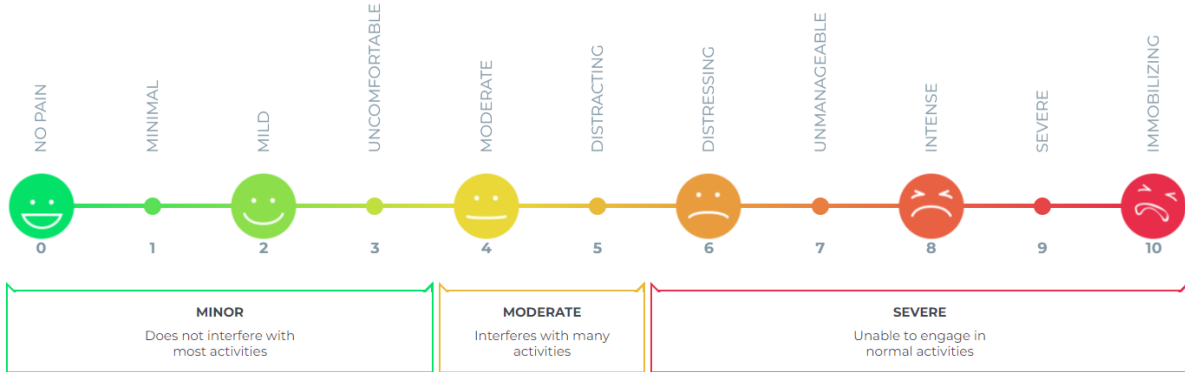 NO PAIN
MINIMAL
MILD
UNCOMFORTABLE
MODERATE
DISTRACTING
DISTRESSING
UNMANAGEABLE
INTENSE
SEVERE
IMMOBILIZING
0 1 2 3 4 5 6 7 8 9 10
MINOR
Does not interfere with
most activities
MODERATE
Interferes with many
activities
SEVERE
Unable to engage in
normal activities